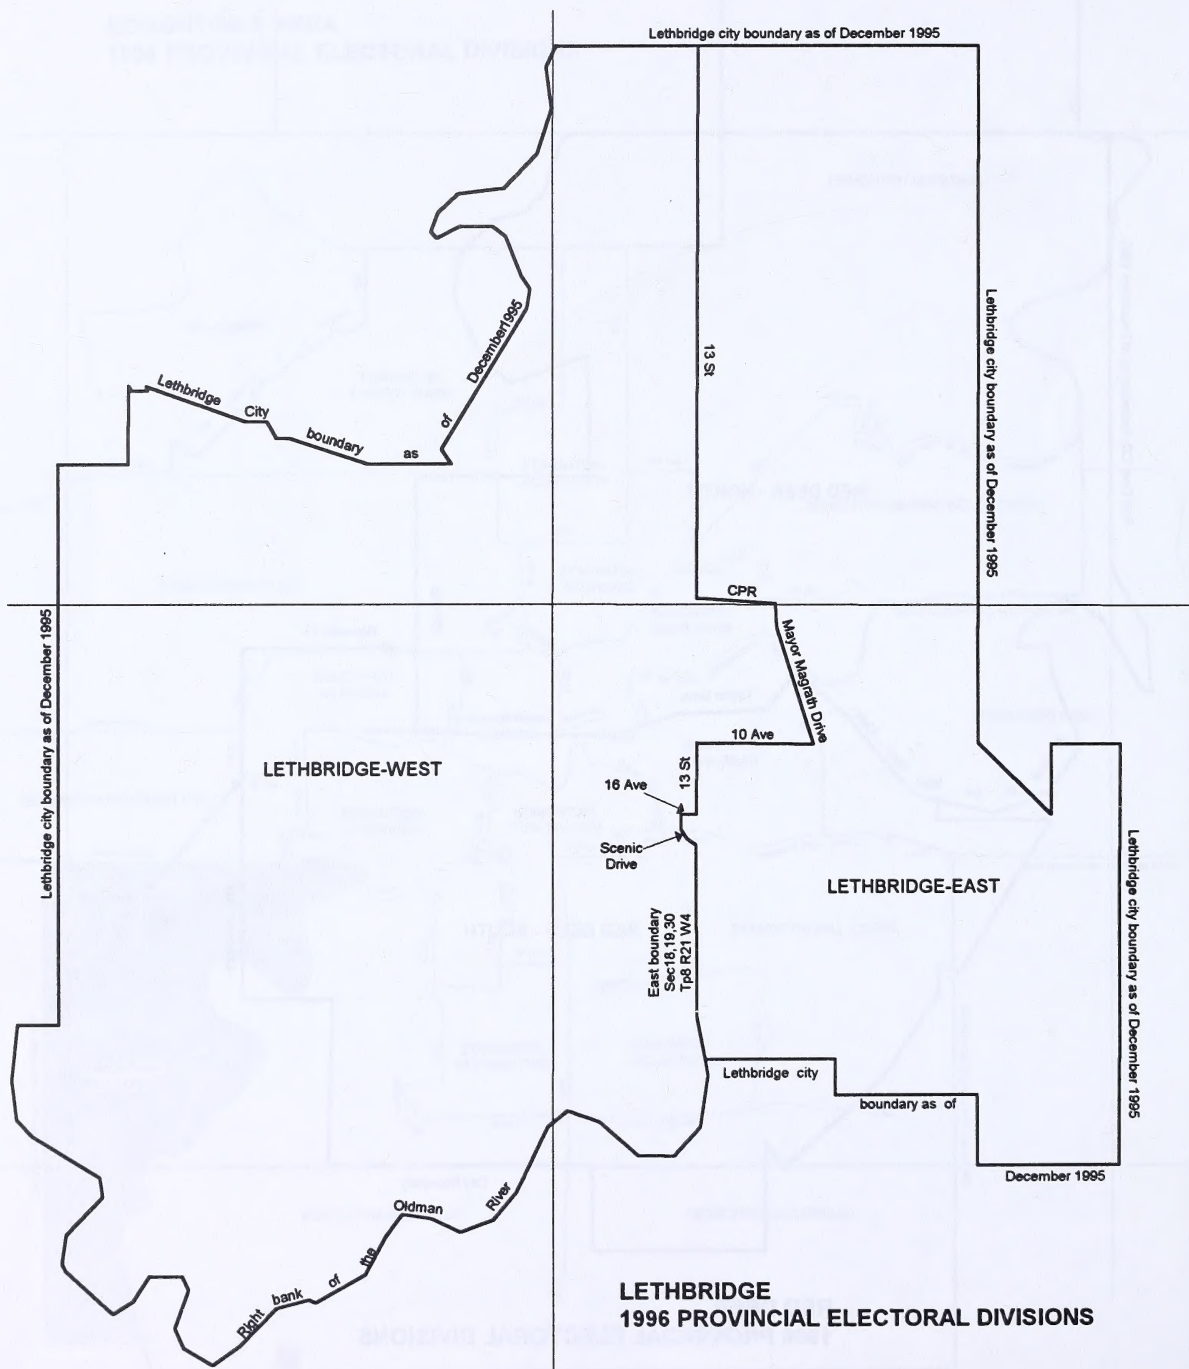 Lethbridge city boundary as of December 1995
Lethbridge City boundary as of December1995
13 St
Lethbridge city boundary as of December 1995
CPR
Mayor Magrath Drive
Lethbridge city boundary as of December 1995
10 Ave
LETHBRIDGE-WEST
13 St
16 Ave
Scenic
Drive
LETHBRIDGE-EAST
East boundary
Sec18,19,30
Tp8 R21 W4
Lethbridge city boundary as of December 1995
Lethbridge city
boundary as of
December 1995
Right bank of the Oldman River
LETHBRIDGE
1996 PROVINCIAL ELECTORAL DIVISIONS